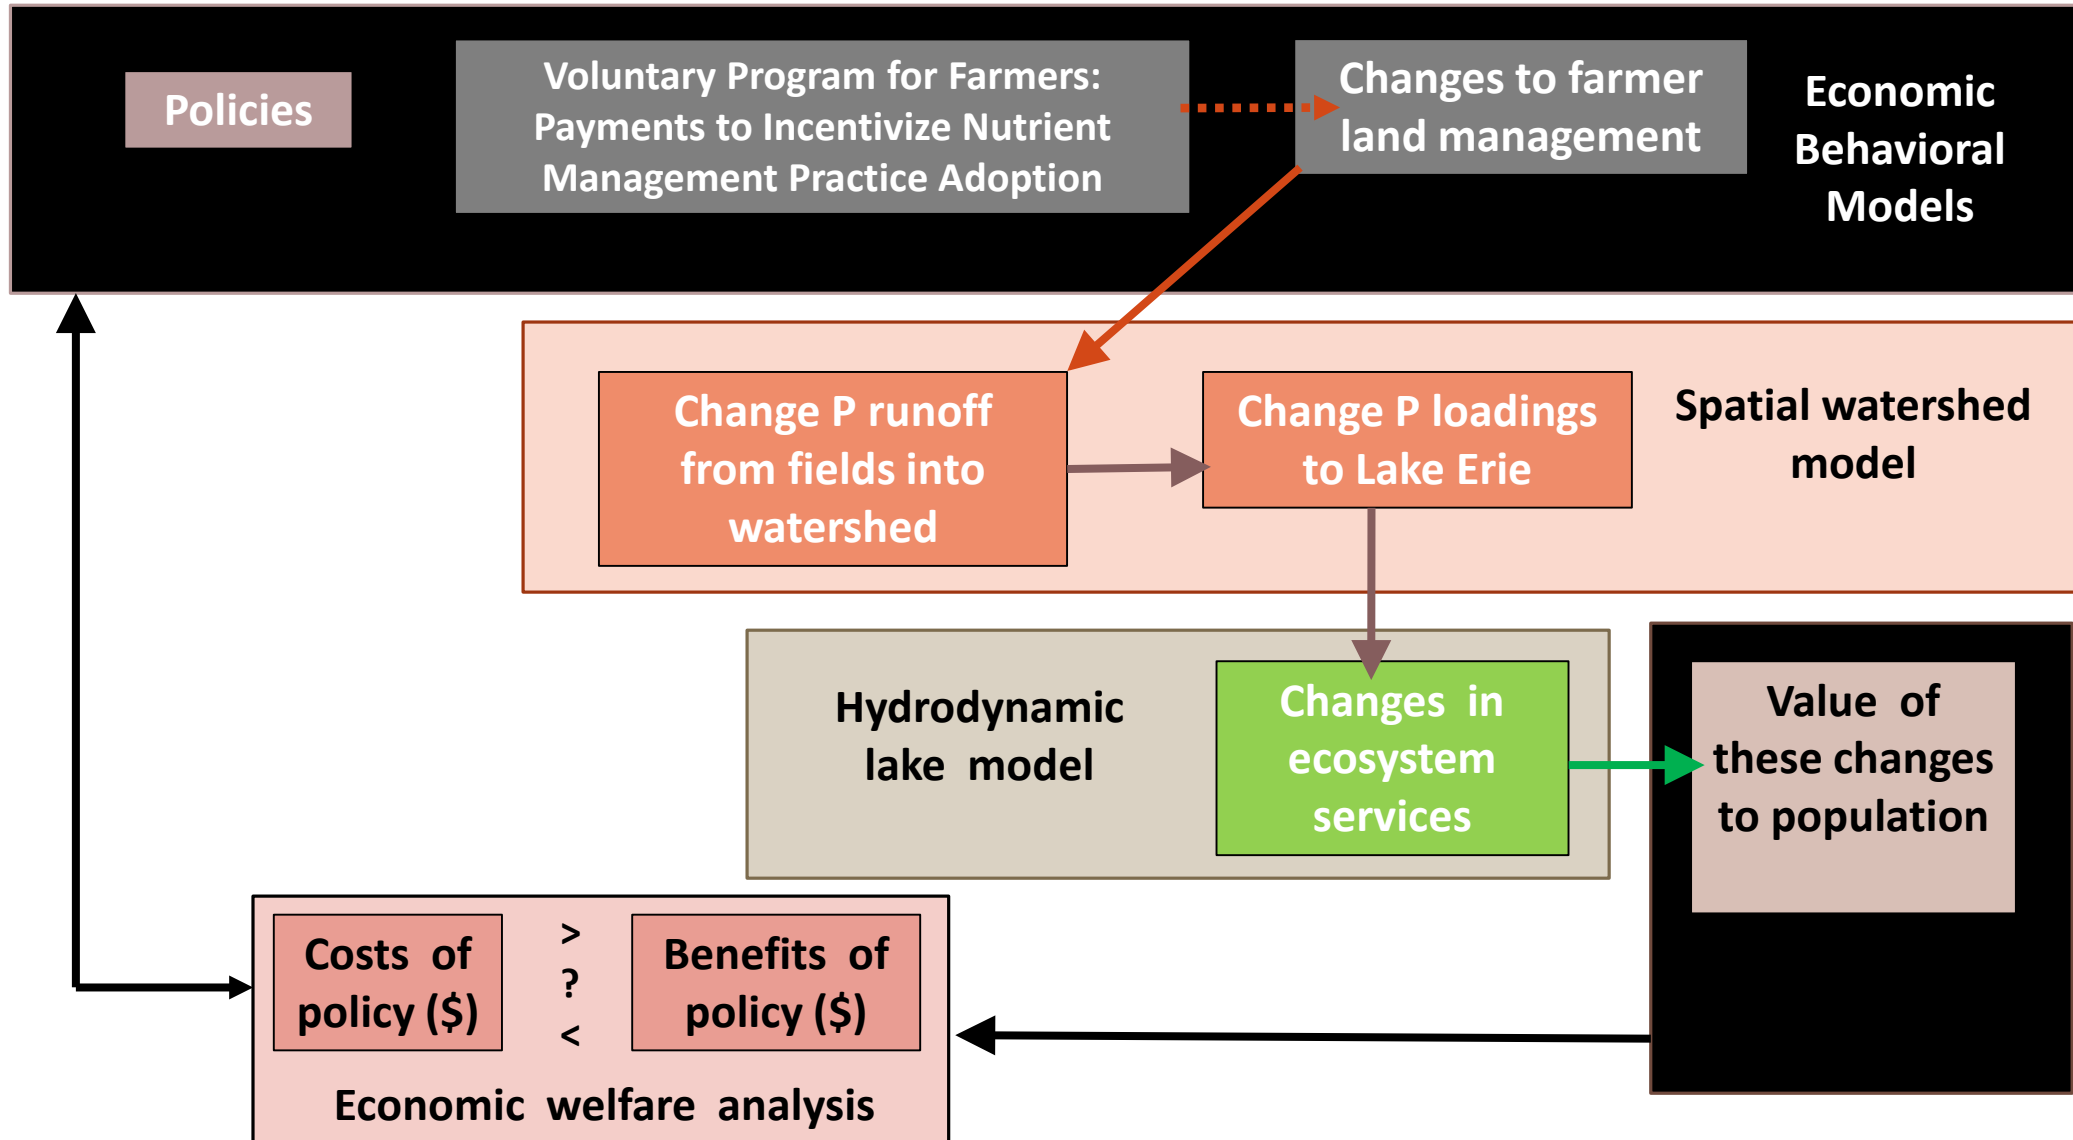 Policies
Voluntary Program for Farmers:
Payments to Incentivize Nutrient
Management Practice Adoption
Changes to farmer
land management
Economic
Behavioral
Models
Change P runoff
from fields into
watershed
Change P loadings
to Lake Erie
Spatial watershed
model
Hydrodynamic
lake model
Changes in
ecosystem
services
Value of
these changes
to population
Costs of
policy ($)
>
?
<
Benefits of
policy ($)
Economic welfare analysis